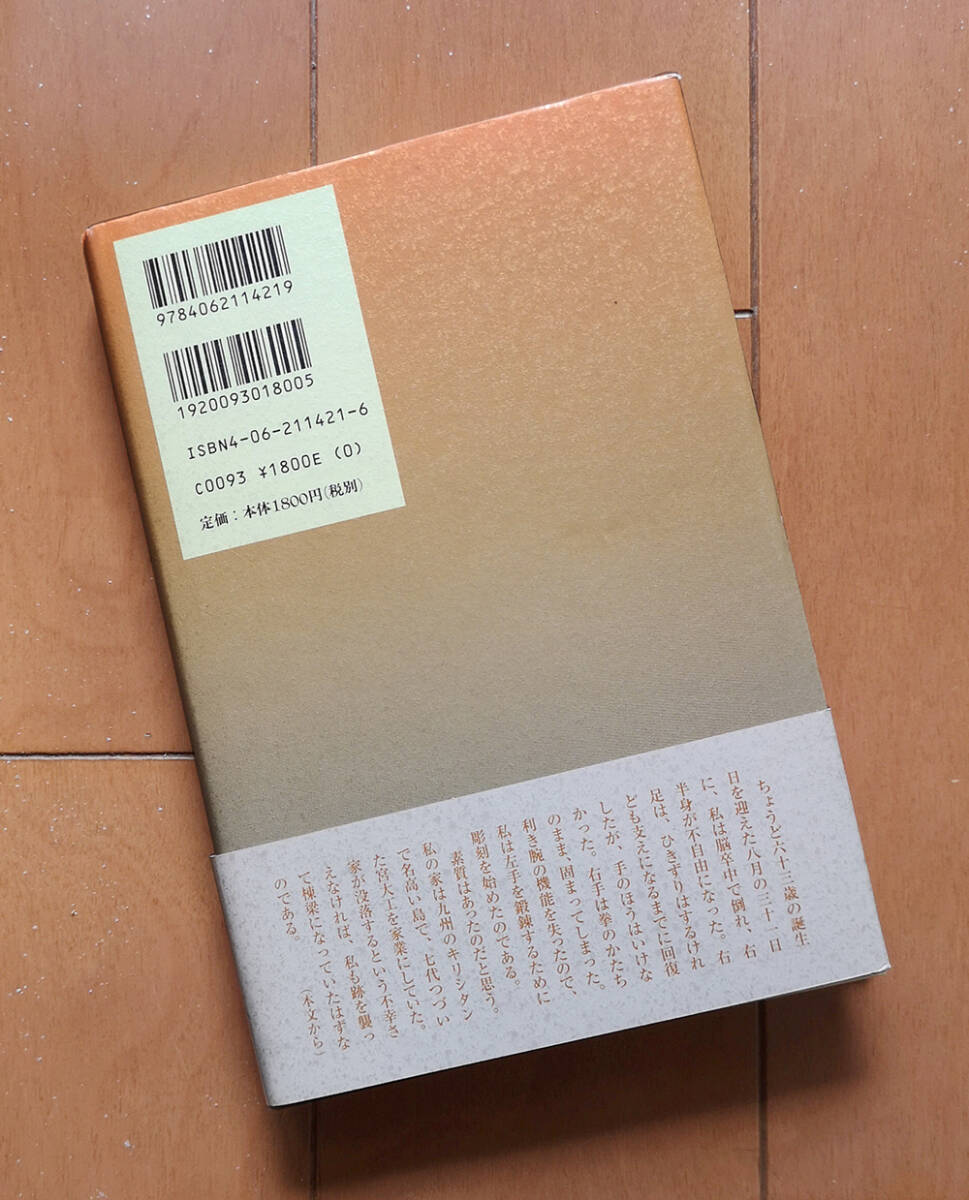 9784062114219
1920093018005
ISBN4-06-211421-6
C0093 ¥1800E (0)
定価：本体1800円(税別)
ちょうど六十三歳の誕生
日を迎えた八月の三十一日
に、私は脳卒中で倒れ、右
半身が不自由になった。右
足は、ひきずりはするけれ
ども支えになるまでに回復
したが、手のほうはいけな
かった。右手は拳のかたち
のまま、固まってしまった。
利き腕の機能を失ったので、
私は左手を鍛錬するために
彫刻を始めたのである。
素質はあったのだと思う。
私の家は九州のキリシタン
で名高い島で、七代つづい
た宮大工を家業にしていた。
家が没落するという不幸さ
えなければ、私も跡を襲っ
て棟梁になっていたはずな
のである。
（本文から）